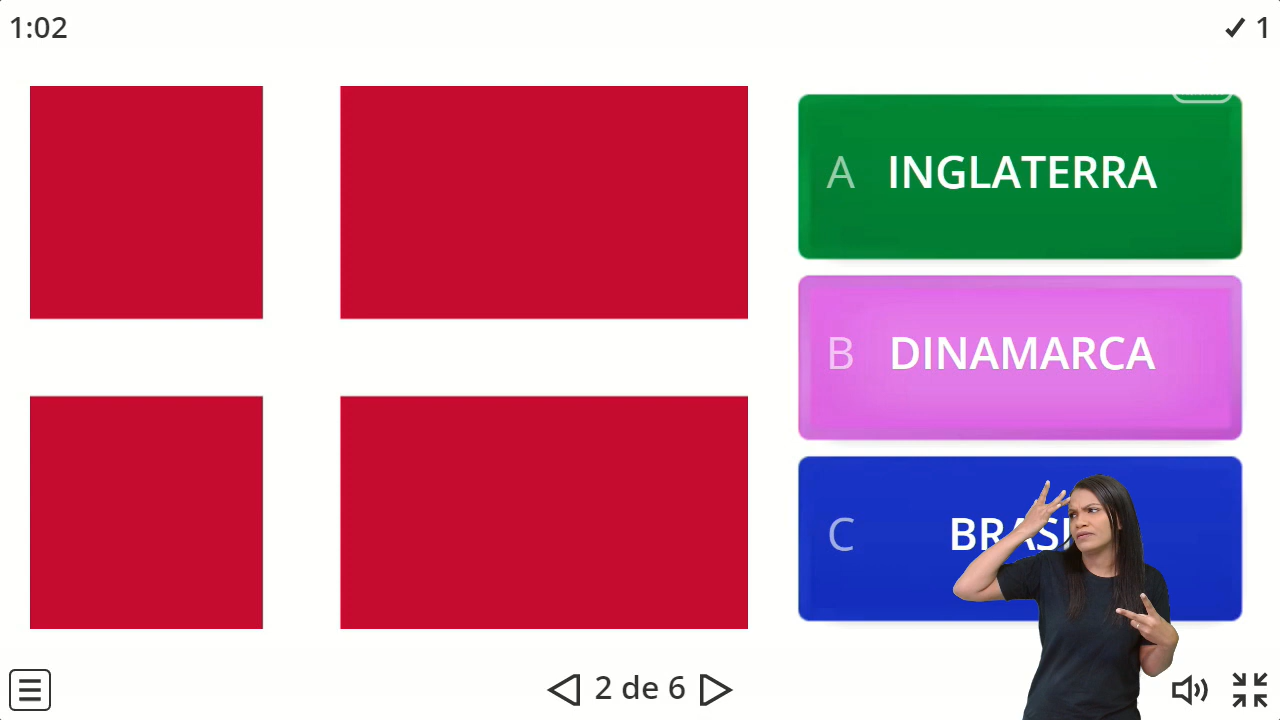 1:02
✓ 1
A INGLATERRA
B DINAMARCA
C
2 de 6